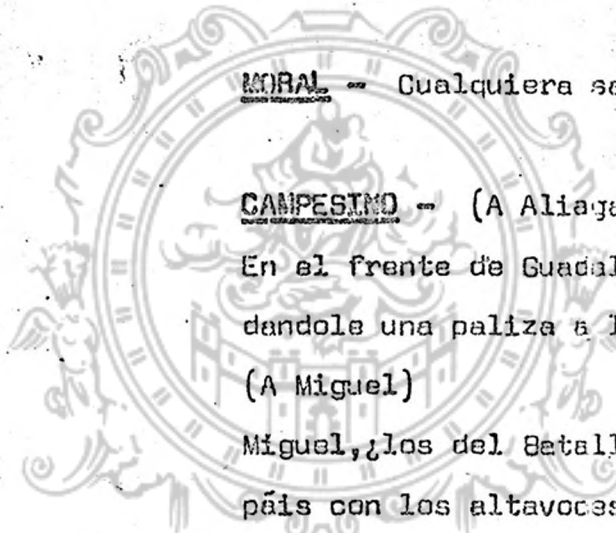 MORAL - Cualquiera sa
CAMPESINO - (A Aliaga
En el frente de Guadal
dandole una paliza a l
(A Miguel)
Miguel,¿los del Batall
páis con los altavoces